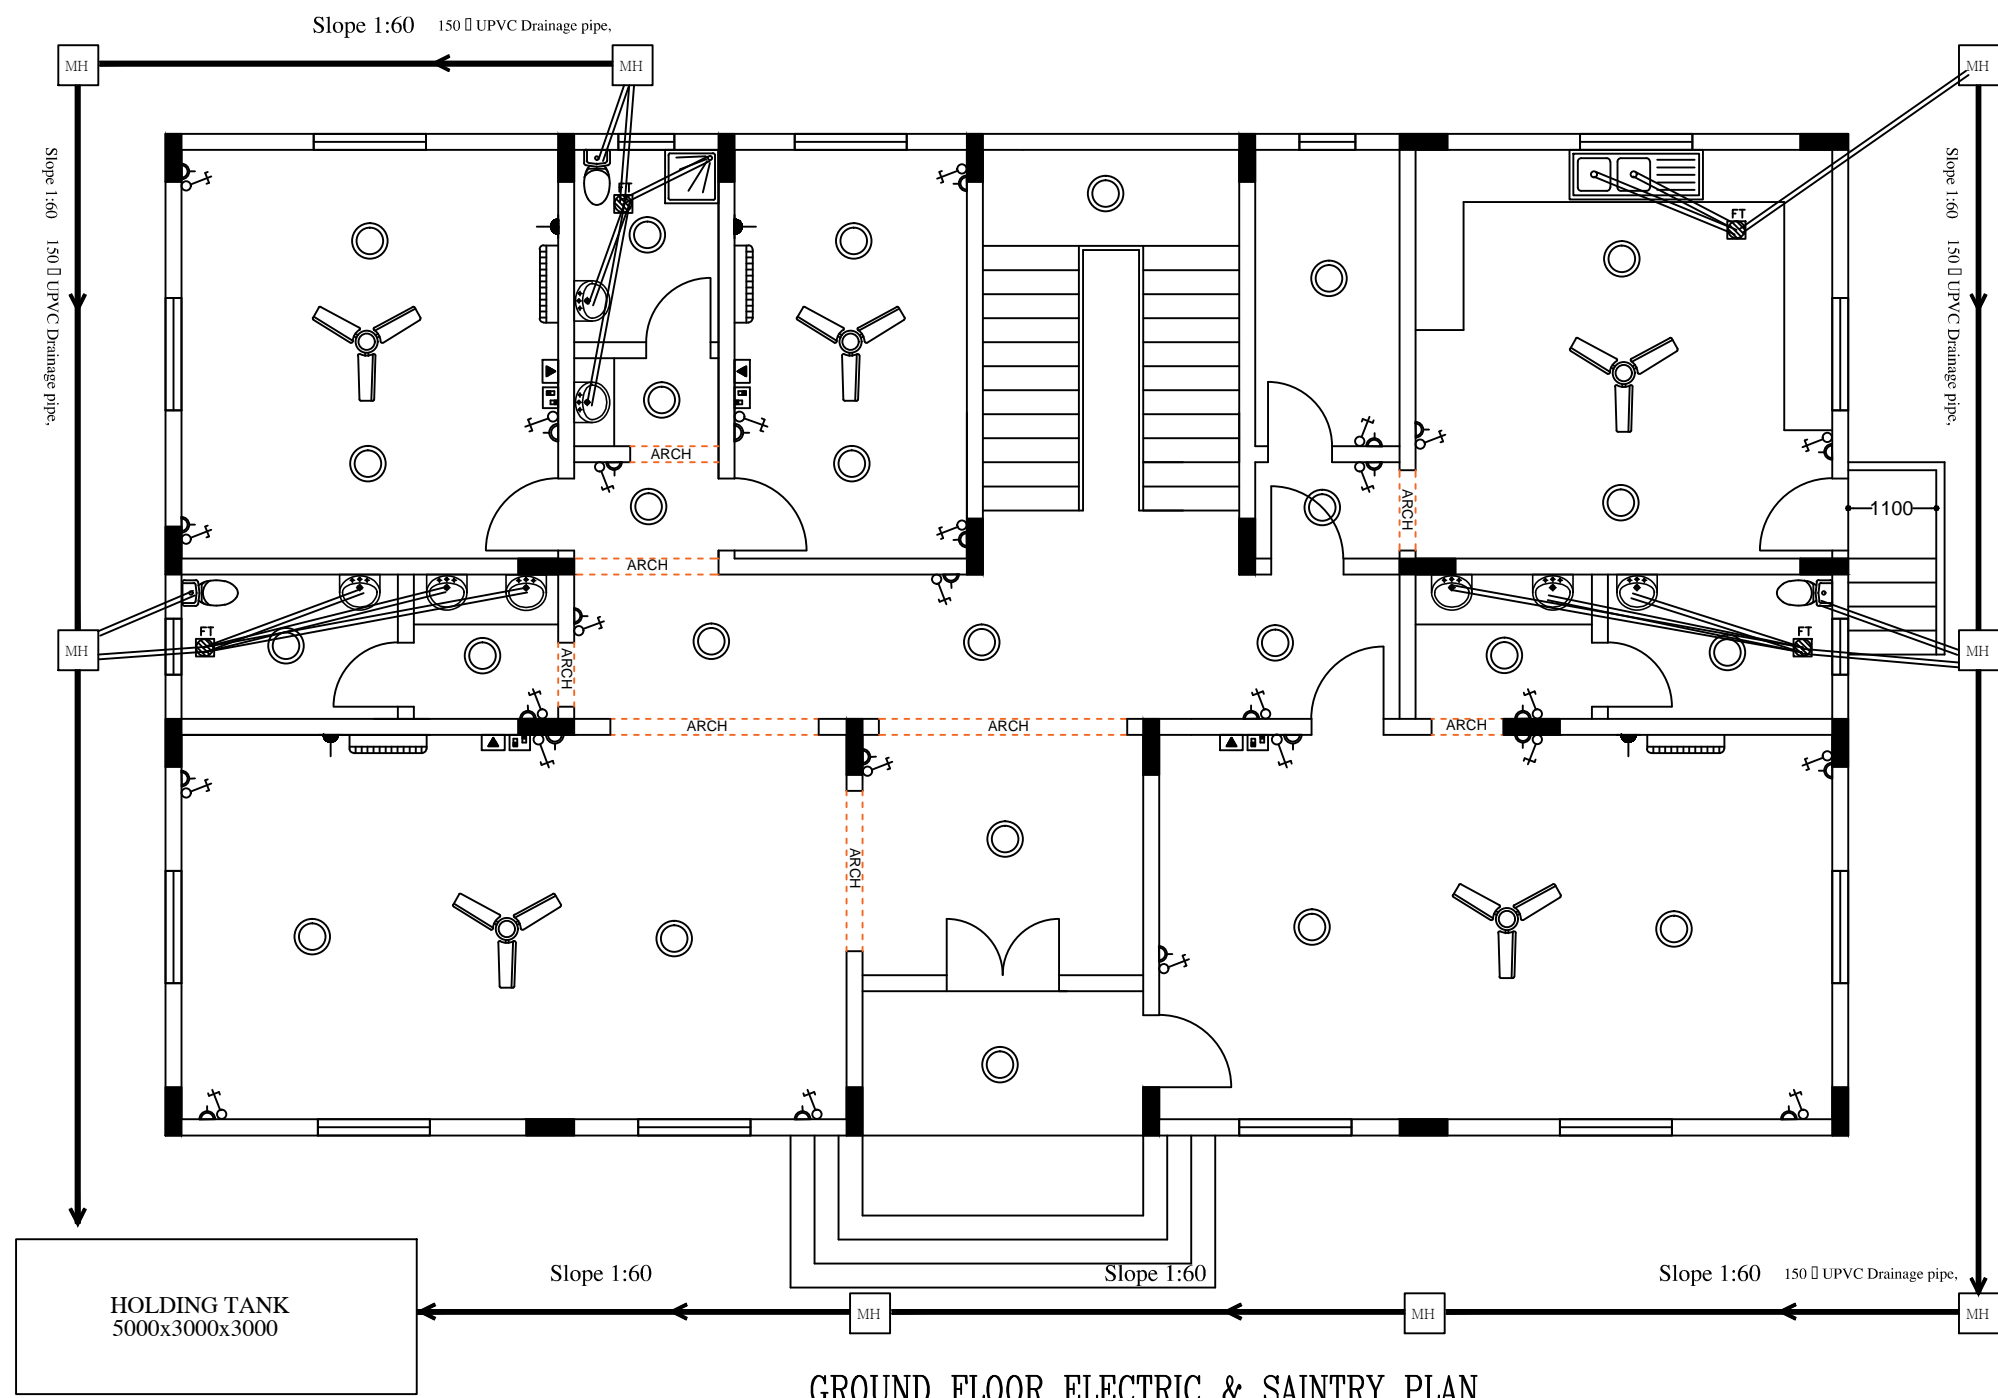 Slope 1:60 150 ▯ UPVC Drainage pipe,
MH
MH
MH
Slope 1:60 150 ▯ UPVC Drainage pipe,
Slope 1:60 150 ▯ UPVC Drainage pipe,
FT
FT
ARCH
ARCH
1100
ARCH
FT
FT
MH
MH
ARCH
ARCH
ARCH
ARCH
ARCH
Slope 1:60
Slope 1:60
Slope 1:60 150 ▯ UPVC Drainage pipe,
HOLDING TANK
5000x3000x3000
MH
MH
MH
GROUND FLOOR ELECTRIC & SAINTRY PLAN